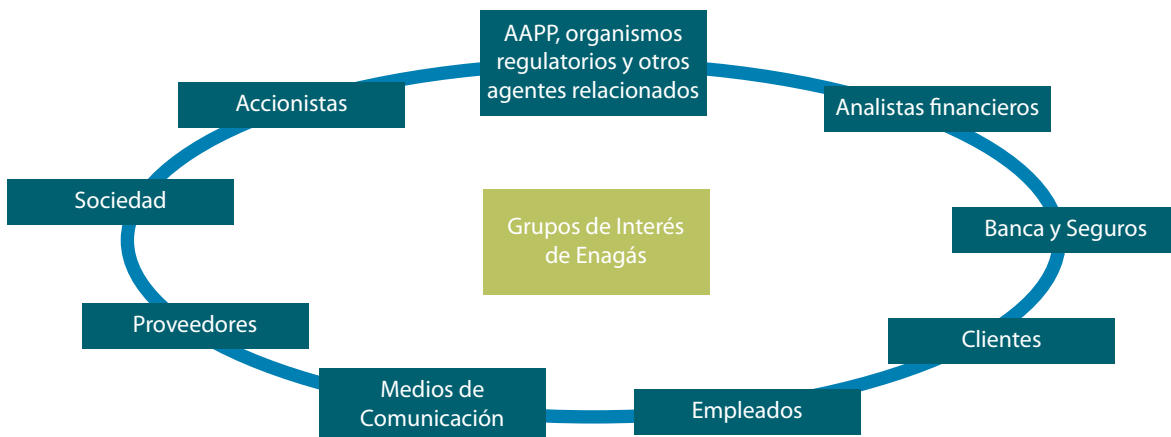 AAPP, organismos
regulatorios y otros
agentes relacionados
Accionistas
Analistas financieros
Sociedad
Grupos de Interés
de Enagás
Banca y Seguros
Proveedores
Clientes
Medios de
Comunicación
Empleados